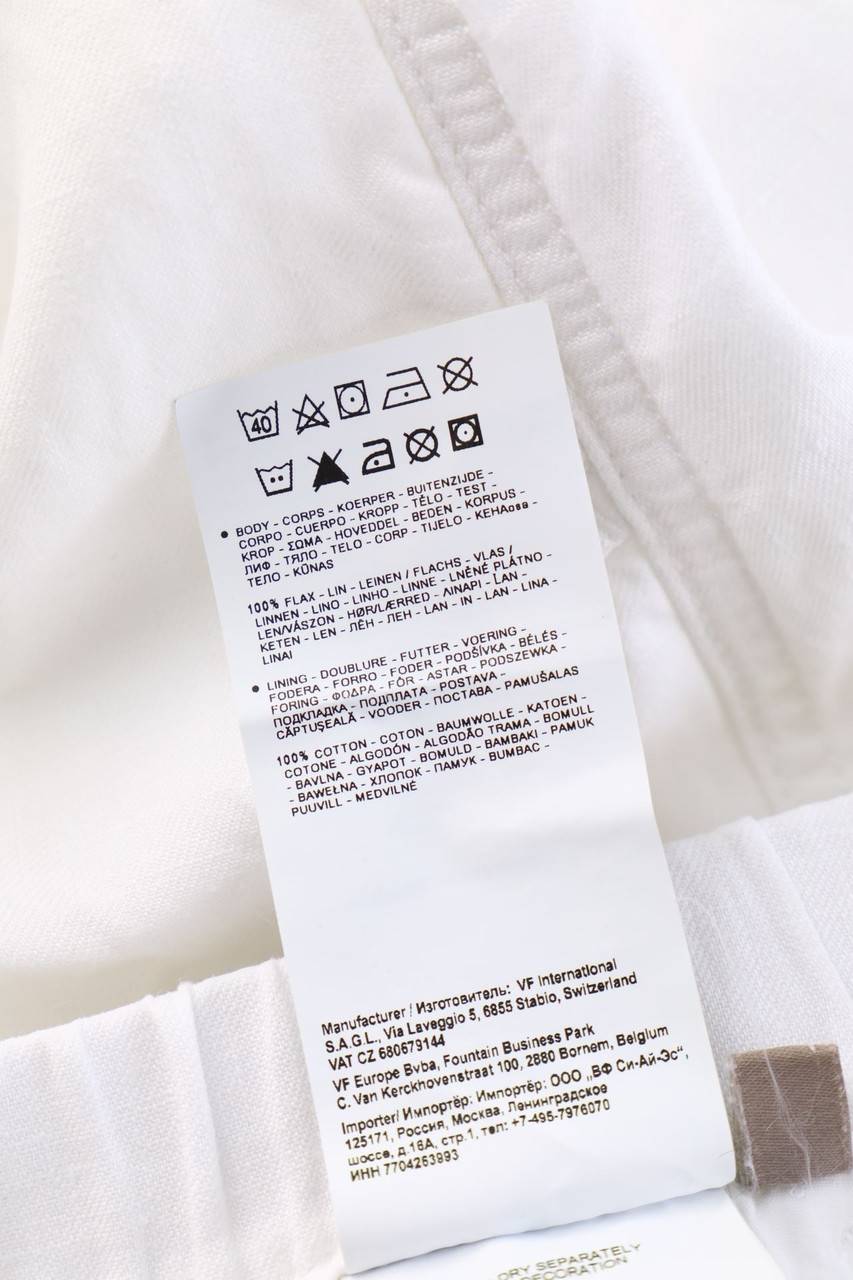 40
BODY - CORPS - KOERPER - BUITENZIJDE -
CORPO - CUERPO - KROPP - TĚLO - TEST -
KROP - ΣΩΜΑ - HOVEDDEL - BEDEN - KORPUS -
ЛИФ - ТЯЛО - TELO - CORP - TIJELO - KEHAosa -
ТЕЛО - KŪNAS
100% FLAX - LIN - LEINEN / FLACHS - VLAS /
LINNEN - LINO - LINHO - LINNE - LNĚNÉ PLÁTNO -
LEN/VÁSZON - HØR/LÆRRED - ΛΙΝΑΡΙ - LAN -
KETEN - LEN - ЛЁН - ЛЕН - LAN - IN - LAN - LINA -
LINAI
LINING - DOUBLURE - FUTTER - VOERING -
FODERA - FORRO - FODER - PODŠÍVKA - BÉLÉS -
FORING - ΦΟΔΡΑ - FÔR - ASTAR - PODSZEWKA -
ПОДКЛАДКА - ПОДПЛАТА - POSTAVA -
CĂPTUŞEALĂ - VOODER - ПОСТАВА - PAMUŠALAS
100% COTTON - COTON - BAUMWOLLE - KATOEN -
COTONE - ALGODÓN - ALGODÃO TRAMA - BOMULL
- BAVLNA - GYAPOT - BOMULD - BAMBAKI - PAMUK
- BAWEŁNA - ХЛОПОК - ПАМУК - BUMBAC -
PUUVILL - MEDVILNĖ
Manufacturer / Изготовитель: VF International
S.A.G.L., Via Laveggio 5, 6855 Stabio, Switzerland
VAT CZ 680679144
VF Europe Bvba, Fountain Business Park
C. Van Kerckhovenstraat 100, 2880 Bornem, Belgium
Importer/ Импортёр: Импортёр: ООО „ВФ Си-Ай-Эс“,
125171, Россия, Москва, Ленинградское
шоссе, д.16А, стр.1, тел: +7-495-7976070
ИНН 7704263993
DRY SEPARATELY
DECORATION